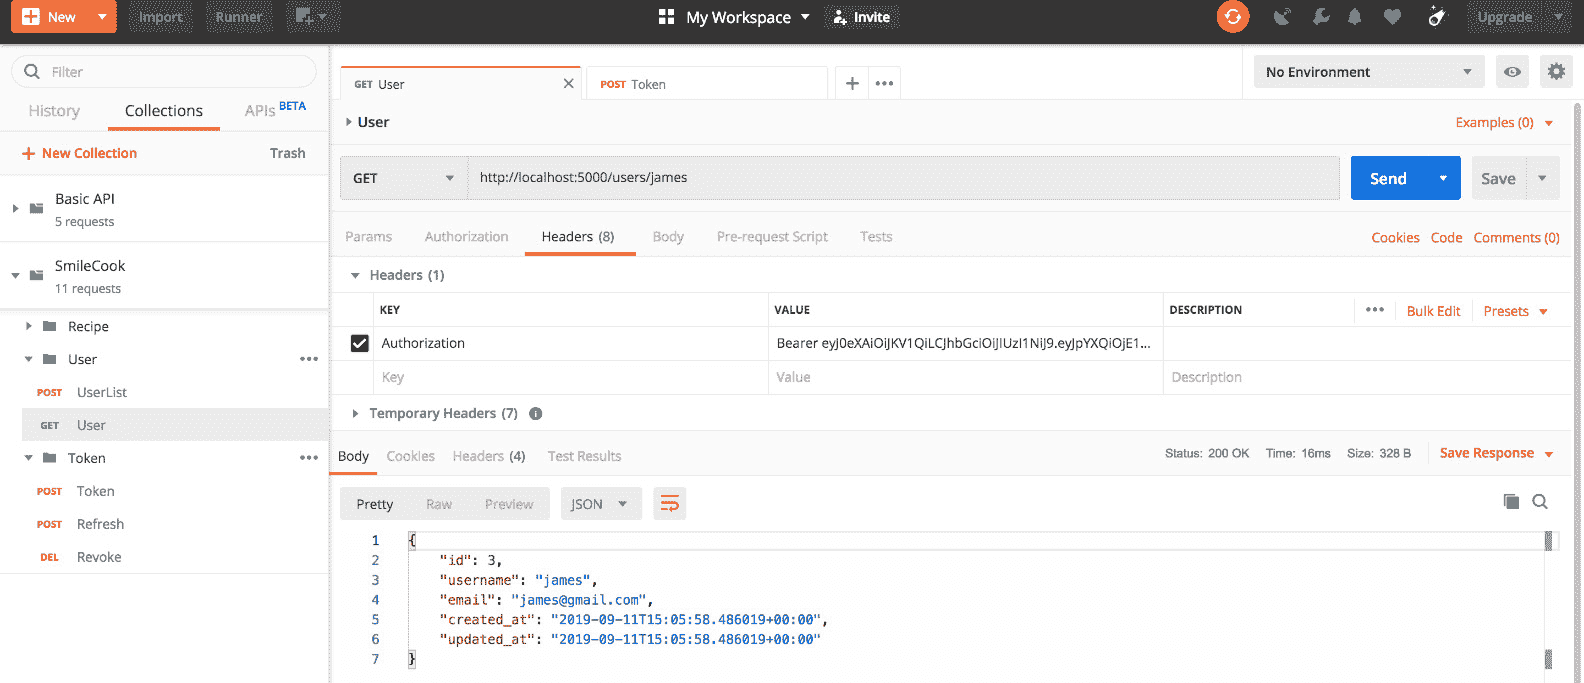 New Import Runner My Workspace Invite Upgrade
Filter
History Collections APIs BETA
New Collection Trash
Basic API
5 requests
SmileCook
11 requests
Recipe
User
POST UserList
GET User
Token
POST Token
POST Refresh
DEL Revoke
GET User POST Token
No Environment
User Examples (0)
GET http://localhost:5000/users/james Send Save
Params Authorization Headers (8) Body Pre-request Script Tests Cookies Code Comments (0)
Headers (1)
KEY VALUE DESCRIPTION Bulk Edit Presets
Authorization Bearer eyJ0eXAiOiJKV1QiLCJhbGciOiJIUzI1NiJ9.eyJpYXQiOjE1...
Key Value Description
Temporary Headers (7)
Body Cookies Headers (4) Test Results Status: 200 OK Time: 16ms Size: 328 B Save Response
Pretty Raw Preview JSON
1 {
2 "id": 3,
3 "username": "james",
4 "email": "james@gmail.com",
5 "created_at": "2019-09-11T15:05:58.486019+00:00",
6 "updated_at": "2019-09-11T15:05:58.486019+00:00"
7 }